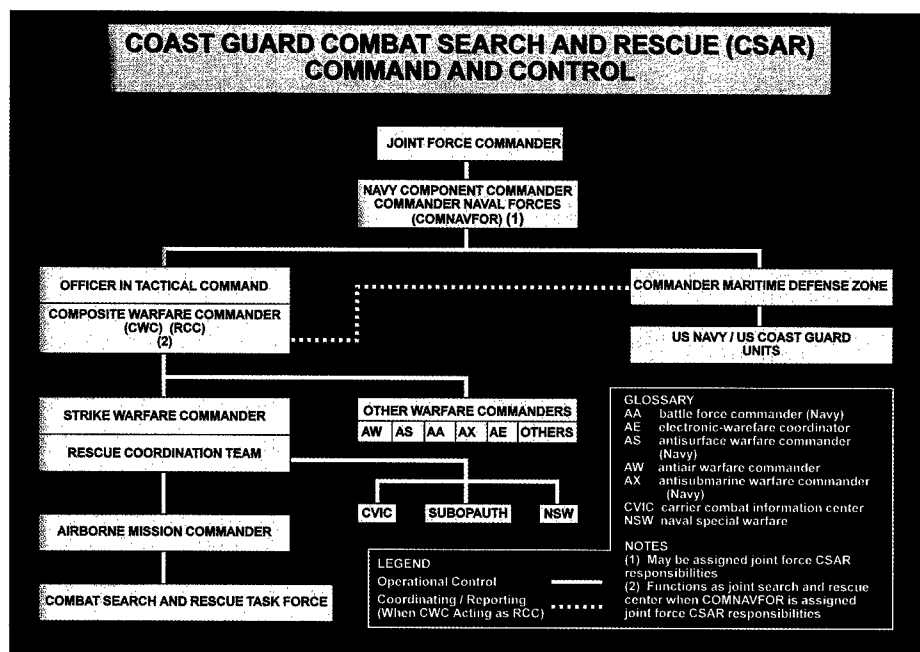 COAST GUARD COMBAT SEARCH AND RESCUE (CSAR)
COMMAND AND CONTROL
JOINT FORCE COMMANDER
NAVY COMPONENT COMMANDER
COMMANDER NAVAL FORCES
(COMNAVFOR) (1)
OFFICER IN TACTICAL COMMAND
COMPOSITE WARFARE COMMANDER
(CWC) (RCC)
(2)
COMMANDER MARITIME DEFENSE ZONE
US NAVY / US COAST GUARD
UNITS
STRIKE WARFARE COMMANDER
RESCUE COORDINATION TEAM
OTHER WARFARE COMMANDERS
AW AS AA AX AE OTHERS
CVIC SUBOPAUTH NSW
AIRBORNE MISSION COMMANDER
COMBAT SEARCH AND RESCUE TASK FORCE
LEGEND
Operational Control
Coordinating / Reporting
(When CWC Acting as RCC)
GLOSSARY
AA battle force commander (Navy)
AE electronic-warefare coordinator
AS antisurface warfare commander
(Navy)
AW antiair warfare commander
AX antisubmarine warfare commander
(Navy)
CVIC carrier combat information center
NSW naval special warfare
NOTES
(1) May be assigned joint force CSAR
responsibilities
(2) Functions as joint search and rescue
center when COMNAVFOR is assigned
joint force CSAR responsibilities